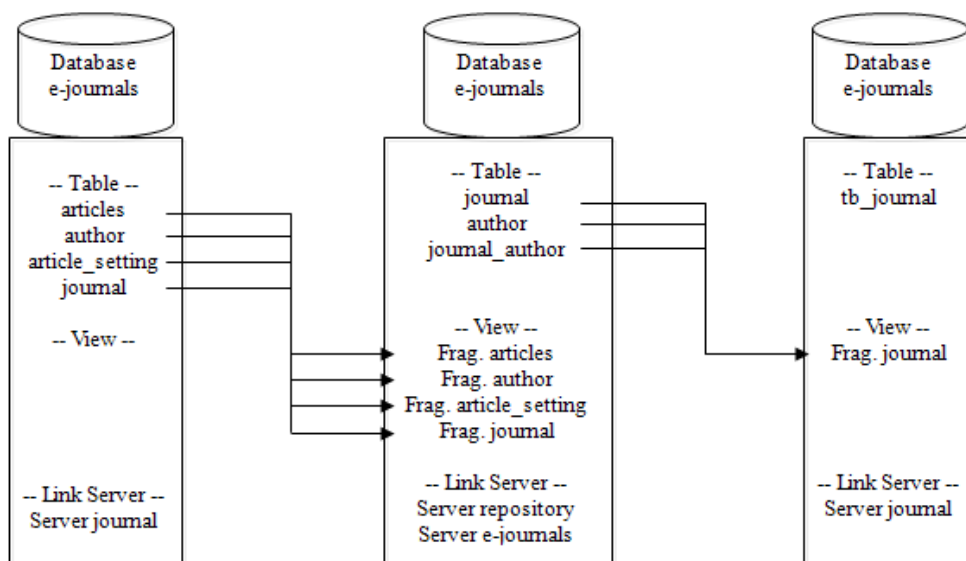 Database
e-journals
-- Table --
articles
author
article_setting
journal
-- View --
-- Link Server --
Server journal
Database
e-journals
-- Table --
journal
author
journal_author
-- View --
Frag. articles
Frag. author
Frag. article_setting
Frag. journal
-- Link Server --
Server repository
Server e-journals
Database
e-journals
-- Table --
tb_journal
-- View --
Frag. journal
-- Link Server --
Server journal